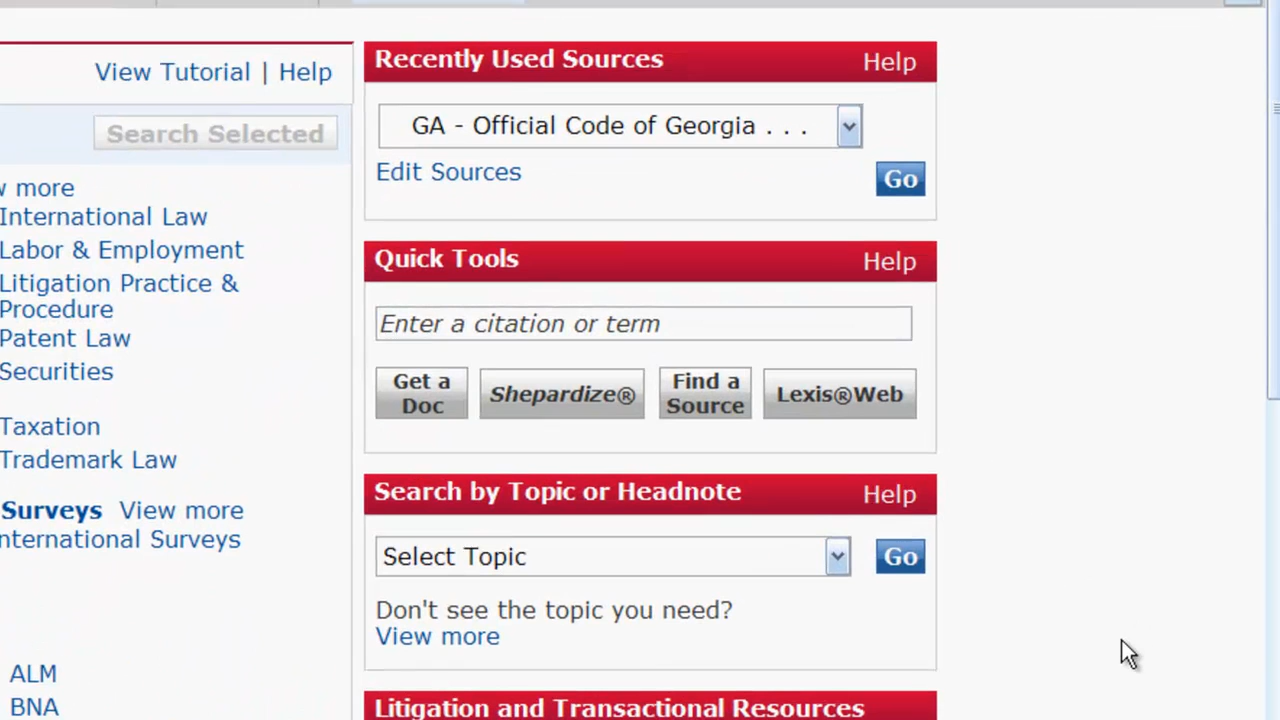 View Tutorial | Help
Search Selected
more
International Law
Labor & Employment
Litigation Practice &
Procedure
Patent Law
Securities
Taxation
Trademark Law
Surveys View more
nternational Surveys
ALM
BNA
Recently Used Sources Help
GA - Official Code of Georgia . . .
Edit Sources
Go
Quick Tools Help
Enter a citation or term
Get a
Doc
Shepardize®
Find a
Source
Lexis®Web
Search by Topic or Headnote Help
Select Topic
Go
Don't see the topic you need?
View more
Litigation and Transactional Resources